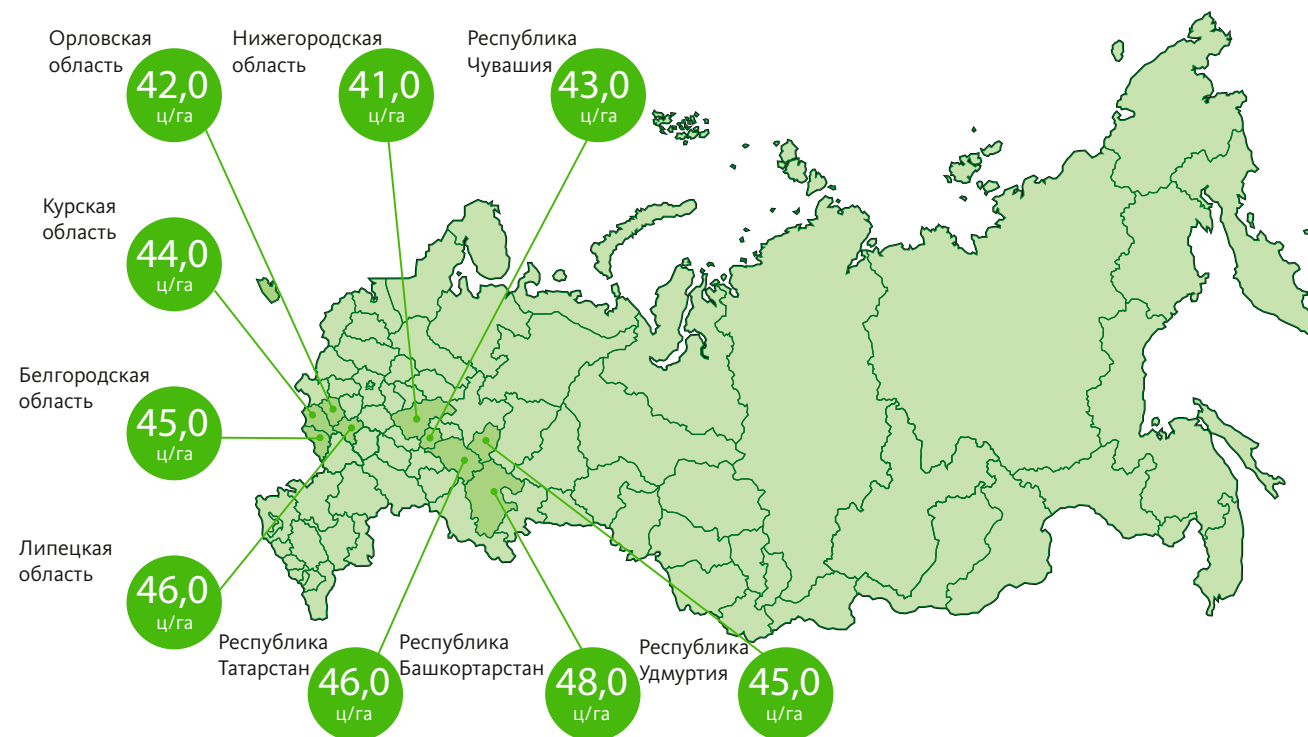 Орловская
область
42,0
ц/га
Нижегородская
область
41,0
ц/га
Республика
Чувашия
43,0
ц/га
Курская
область
44,0
ц/га
Белгородская
область
45,0
ц/га
Липецкая
область
46,0
ц/га
Республика
Татарстан
46,0
ц/га
Республика
Башкортарстан
48,0
ц/га
Республика
Удмуртия
45,0
ц/га